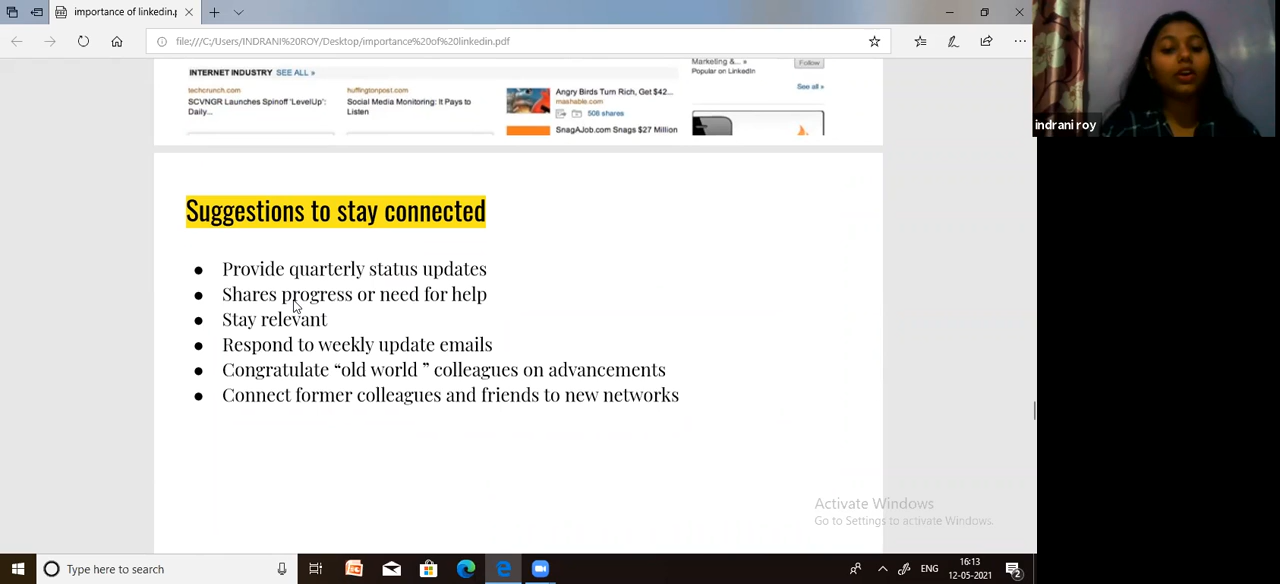 importance of linkedin.p
file:///C:/Users/INDRANI%20ROY/Desktop/importance%20of%20linkedin.pdf
INTERNET INDUSTRY SEE ALL »
techcrunch.com
SCVNGR Launches Spinoff 'LevelUp':
Daily...
huffingtonpost.com
Social Media Monitoring: It Pays to
Listen
Angry Birds Turn Rich, Get $42...
mashable.com
508 shares
SnagAJob.com Snags $27 Million
Marketing &... »
Popular on LinkedIn
Follow
See all »
Suggestions to stay connected
● Provide quarterly status updates
● Shares progress or need for help
● Stay relevant
● Respond to weekly update emails
● Congratulate “old world ” colleagues on advancements
● Connect former colleagues and friends to new networks
Activate Windows
Go to Settings to activate Windows.
indrani roy
Type here to search
ENG
16:13
12-05-2021
2